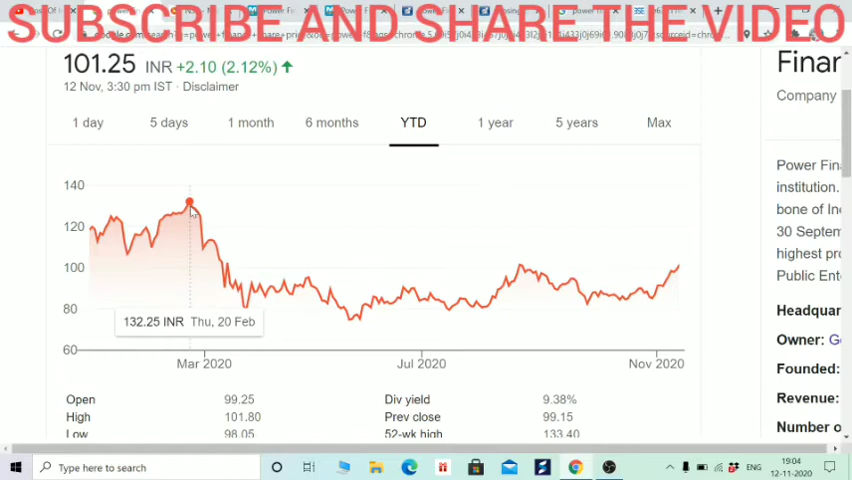 SUBSCRIBE AND SHARE THE VIDEO
101.25 INR +2.10 (2.12%)
12 Nov, 3:30 pm IST · Disclaimer
1 day 5 days 1 month 6 months YTD 1 year 5 years Max
140
120
100
80
60
132.25 INR Thu, 20 Feb
Mar 2020 Jul 2020 Nov 2020
Open 99.25 Div yield 9.38%
High 101.80 Prev close 99.15
Low 98.05 52-wk high 133.40
Finan
Company
Power Fina
institution.
bone of Ind
30 Septem
highest pro
Public Ente
Headquar
Owner: Go
Founded:
Revenue:
Number o
Type here to search
ENG
19:04
12-11-2020